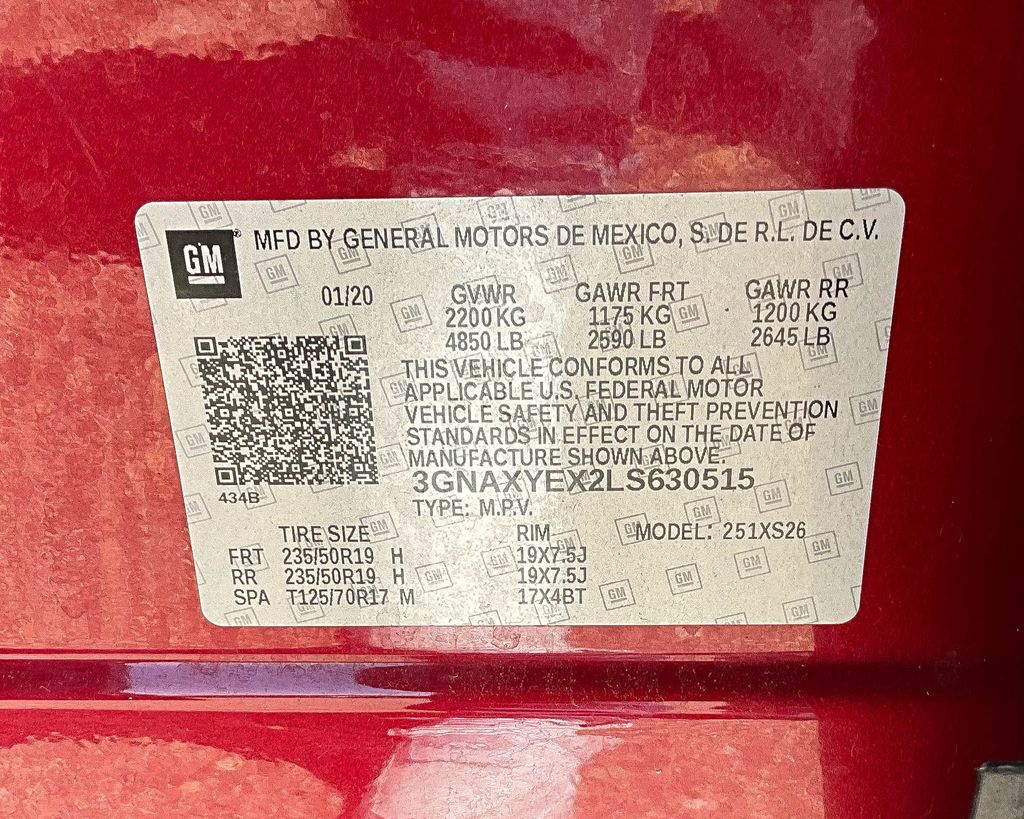 GM® MFD BY GENERAL MOTORS DE MEXICO, S. DE R.L. DE C.V.
01/20 GVWR GAWR FRT GAWR RR
2200 KG 1175 KG 1200 KG
4850 LB 2590 LB 2645 LB
THIS VEHICLE CONFORMS TO ALL
APPLICABLE U.S. FEDERAL MOTOR
VEHICLE SAFETY AND THEFT PREVENTION
STANDARDS IN EFFECT ON THE DATE OF
MANUFACTURE SHOWN ABOVE.
3GNAXYEX2LS630515
434B
TYPE: M.P.V.
TIRE SIZE RIM MODEL: 251XS26
FRT 235/50R19 H 19X7.5J
RR 235/50R19 H 19X7.5J
SPA T125/70R17 M 17X4BT